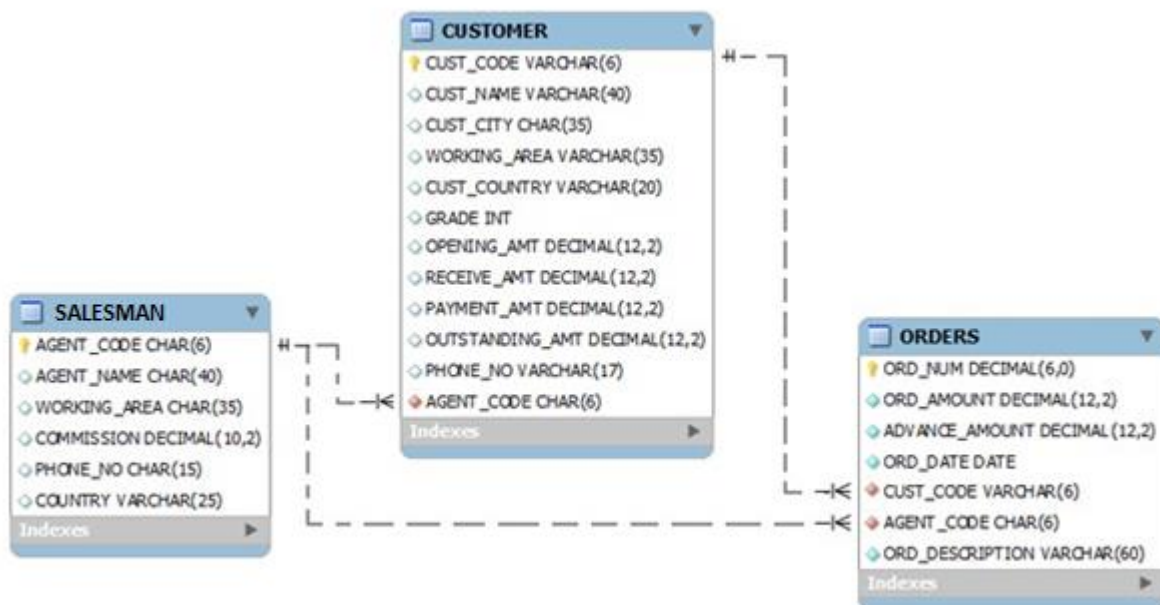 CUSTOMER
CUST_CODE VARCHAR(6)
CUST_NAME VARCHAR(40)
CUST_CITY CHAR(35)
WORKING_AREA VARCHAR(35)
CUST_COUNTRY VARCHAR(20)
GRADE INT
OPENING_AMT DECIMAL(12,2)
RECEIVE_AMT DECIMAL(12,2)
PAYMENT_AMT DECIMAL(12,2)
OUTSTANDING_AMT DECIMAL(12,2)
PHONE_NO VARCHAR(17)
AGENT_CODE CHAR(6)
Indexes
SALESMAN
AGENT_CODE CHAR(6)
AGENT_NAME CHAR(40)
WORKING_AREA CHAR(35)
COMMISSION DECIMAL(10,2)
PHONE_NO CHAR(15)
COUNTRY VARCHAR(25)
Indexes
ORDERS
ORD_NUM DECIMAL(6,0)
ORD_AMOUNT DECIMAL(12,2)
ADVANCE_AMOUNT DECIMAL(12,2)
ORD_DATE DATE
CUST_CODE VARCHAR(6)
AGENT_CODE CHAR(6)
ORD_DESCRIPTION VARCHAR(60)
Indexes